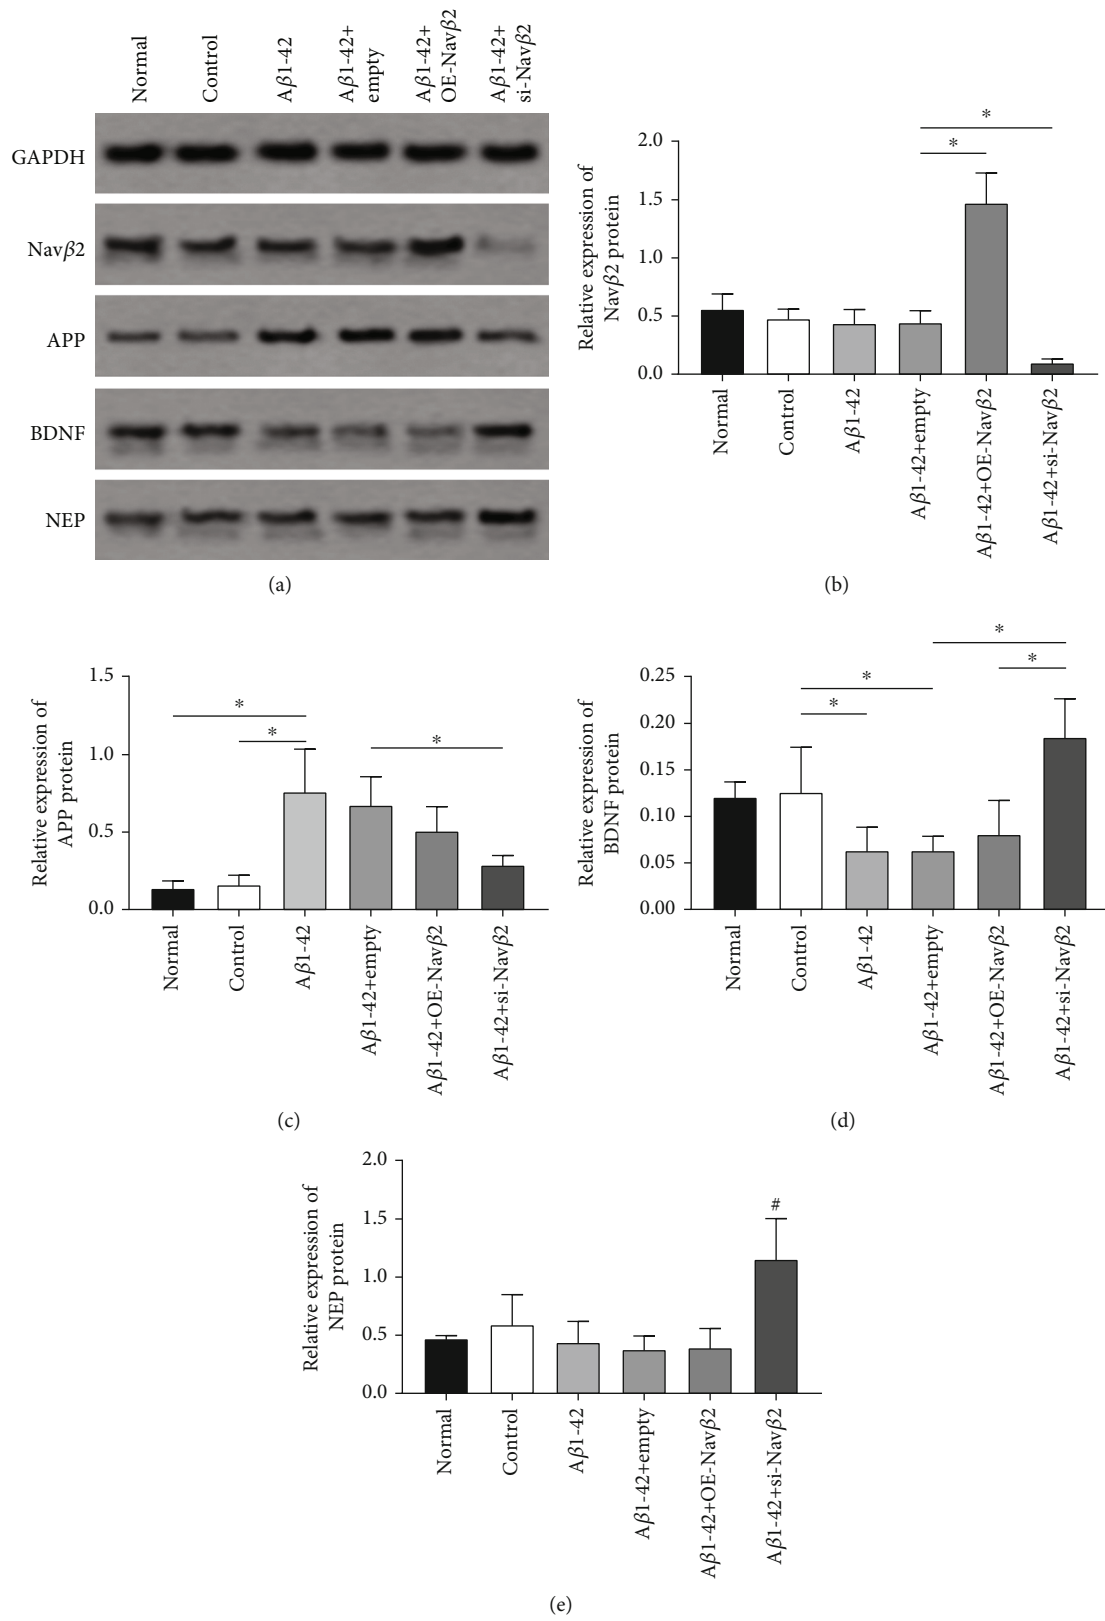 Normal
Control
Aβ1-42
Aβ1-42+
empty
Aβ1-42+
OE-Navβ2
Aβ1-42+
si-Navβ2
GAPDH
Navβ2
APP
BDNF
NEP
(a)
Relative expression of
Navβ2 protein
2.0
1.5
1.0
0.5
0.0
*
*
Normal
Control
Aβ1-42
Aβ1-42+empty
Aβ1-42+OE-Navβ2
Aβ1-42+si-Navβ2
(b)
Relative expression of
APP protein
1.5
1.0
0.5
0.0
*
*
*
Normal
Control
Aβ1-42
Aβ1-42+empty
Aβ1-42+OE-Navβ2
Aβ1-42+si-Navβ2
(c)
Relative expression of
BDNF protein
0.25
0.20
0.15
0.10
0.05
0.00
*
*
*
*
Normal
Control
Aβ1-42
Aβ1-42+empty
Aβ1-42+OE-Navβ2
Aβ1-42+si-Navβ2
(d)
Relative expression of
NEP protein
2.0
1.5
1.0
0.5
0.0
#
Normal
Control
Aβ1-42
Aβ1-42+empty
Aβ1-42+OE-Navβ2
Aβ1-42+si-Navβ2
(e)